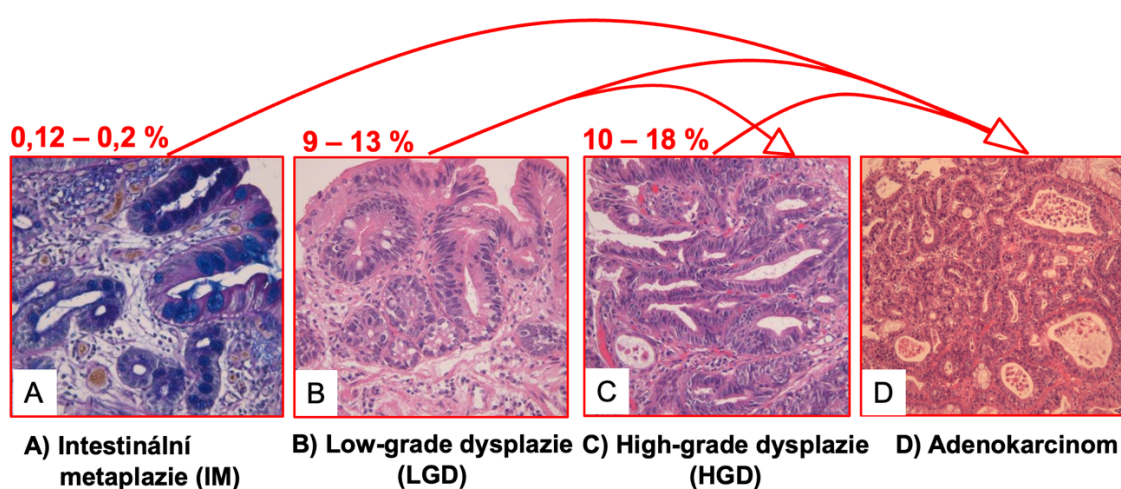 0,12 – 0,2 %
9 – 13 %
10 – 18 %
A
B
C
D
A) Intestinální
metaplazie (IM)
B) Low-grade dysplazie
(LGD)
C) High-grade dysplazie
(HGD)
D) Adenokarcinom